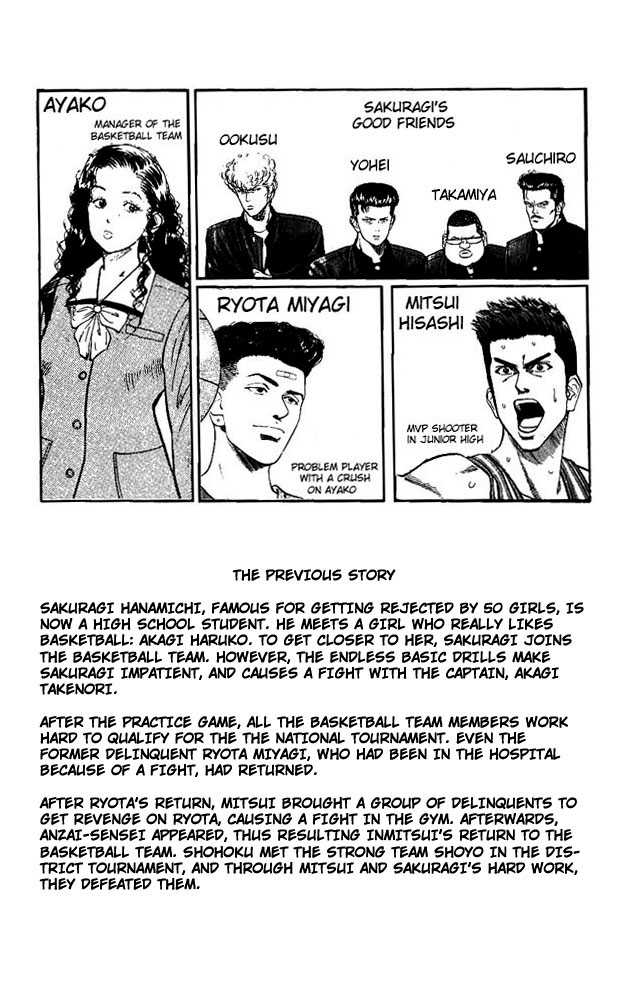 AYAKO
MANAGER OF THE
BASKETBALL TEAM
SAKURAGI'S
GOOD FRIENDS
OOKUSU
YOHEI
TAKAMIYA
SAUCHIRO
RYOTA MIYAGI
PROBLEM PLAYER
WITH A CRUSH
ON AYAKO
MITSUI
HISASHI
MVP SHOOTER
IN JUNIOR HIGH
THE PREVIOUS STORY
SAKURAGI HANAMICHI, FAMOUS FOR GETTING REJECTED BY 50 GIRLS, IS
NOW A HIGH SCHOOL STUDENT. HE MEETS A GIRL WHO REALLY LIKES
BASKETBALL: AKAGI HARUKO. TO GET CLOSER TO HER, SAKURAGI JOINS
THE BASKETBALL TEAM. HOWEVER, THE ENDLESS BASIC DRILLS MAKE
SAKURAGI IMPATIENT, AND CAUSES A FIGHT WITH THE CAPTAIN, AKAGI
TAKENORI.
AFTER THE PRACTICE GAME, ALL THE BASKETBALL TEAM MEMBERS WORK
HARD TO QUALIFY FOR THE THE NATIONAL TOURNAMENT. EVEN THE
FORMER DELINQUENT RYOTA MIYAGI, WHO HAD BEEN IN THE HOSPITAL
BECAUSE OF A FIGHT, HAD RETURNED.
AFTER RYOTA'S RETURN, MITSUI BROUGHT A GROUP OF DELINQUENTS TO
GET REVENGE ON RYOTA, CAUSING A FIGHT IN THE GYM. AFTERWARDS,
ANZAI-SENSEI APPEARED, THUS RESULTING INMITSUI'S RETURN TO THE
BASKETBALL TEAM. SHOHOKU MET THE STRONG TEAM SHOYO IN THE DIS-
TRICT TOURNAMENT, AND THROUGH MITSUI AND SAKURAGI'S HARD WORK,
THEY DEFEATED THEM.